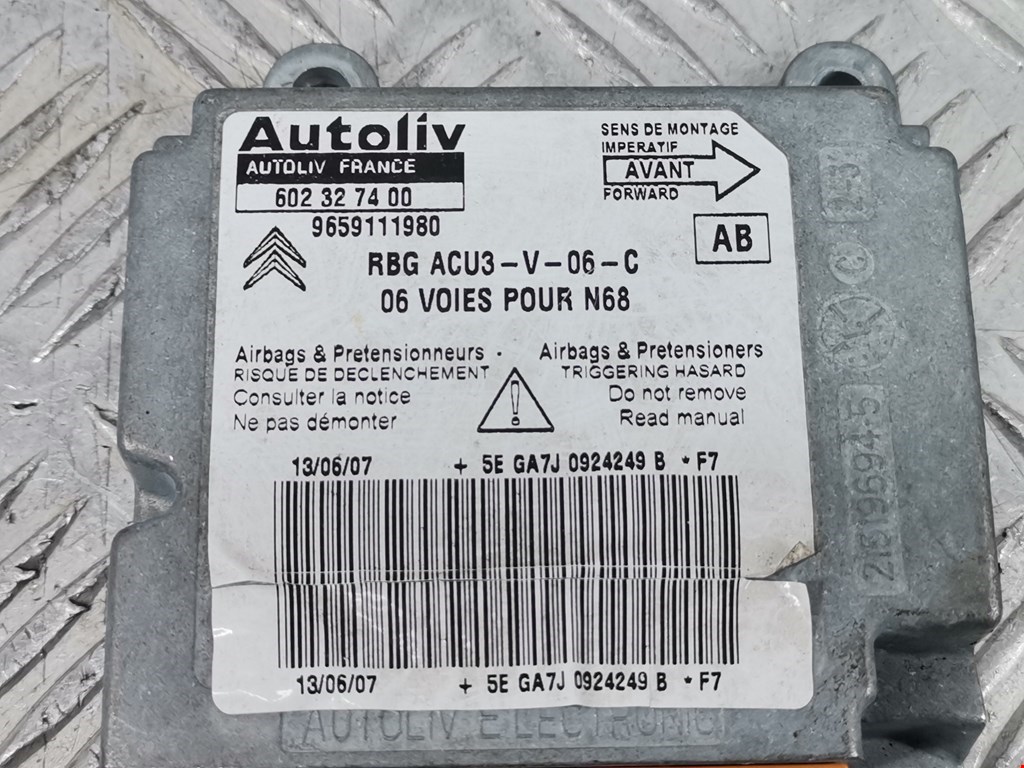 Autoliv
AUTOLIV FRANCE
602 32 74 00
9659111980
SENS DE MONTAGE
IMPERATIF
AVANT
FORWARD
AB
RBG ACU3-V-06-C
06 VOIES POUR N68
Airbags & Pretensionneurs -
RISQUE DE DECLENCHEMENT
Consulter la notice
Ne pas démonter
!
Airbags & Pretensioners
TRIGGERING HASARD
Do not remove
Read manual
13/06/07 + 5E GA7J 0924249 B *F7
13/06/07 + 5E GA7J 0924249 B *F7
AUTOLIV ELECTRONIC
21519694-5
K
C